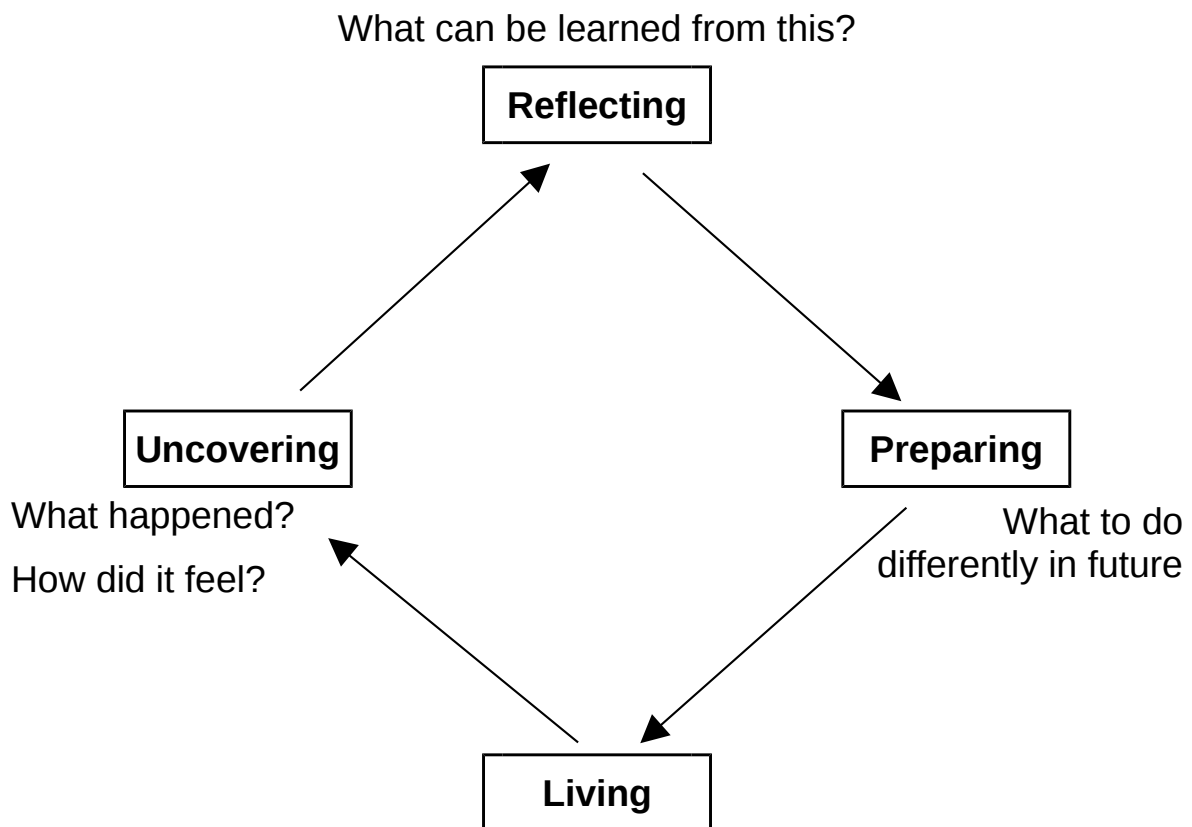 What can be learned from this?
Reflecting
Uncovering
Preparing
What happened?
How did it feel?
What to do
differently in future
Living